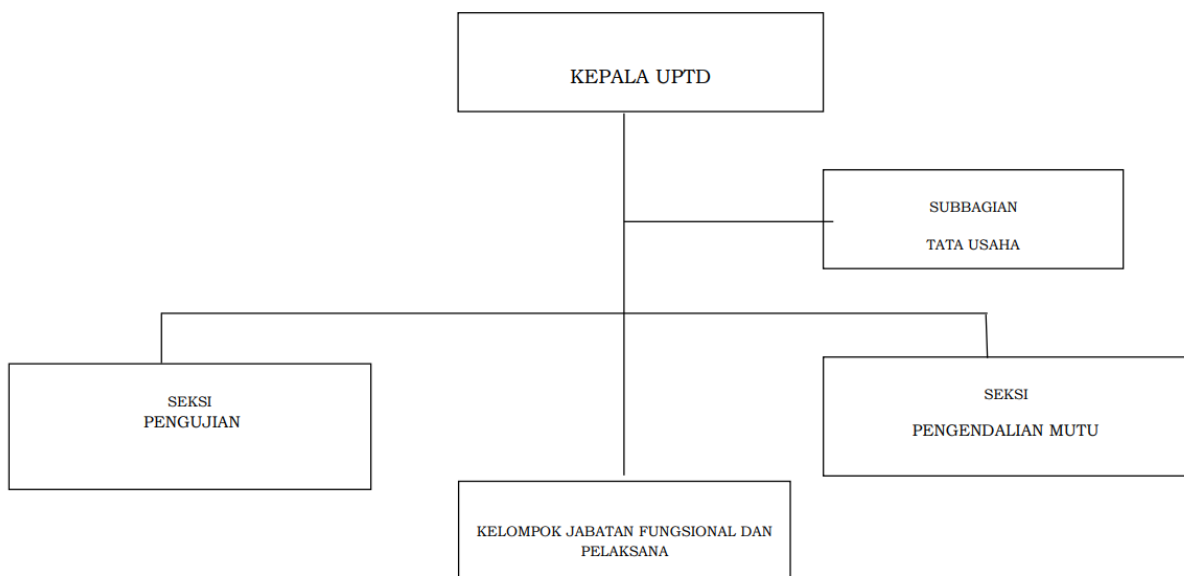 KEPALA UPTD
SUBBAGIAN
TATA USAHA
SEKSI
PENGUJIAN
SEKSI
PENGENDALIAN MUTU
KELOMPOK JABATAN FUNGSIONAL DAN
PELAKSANA